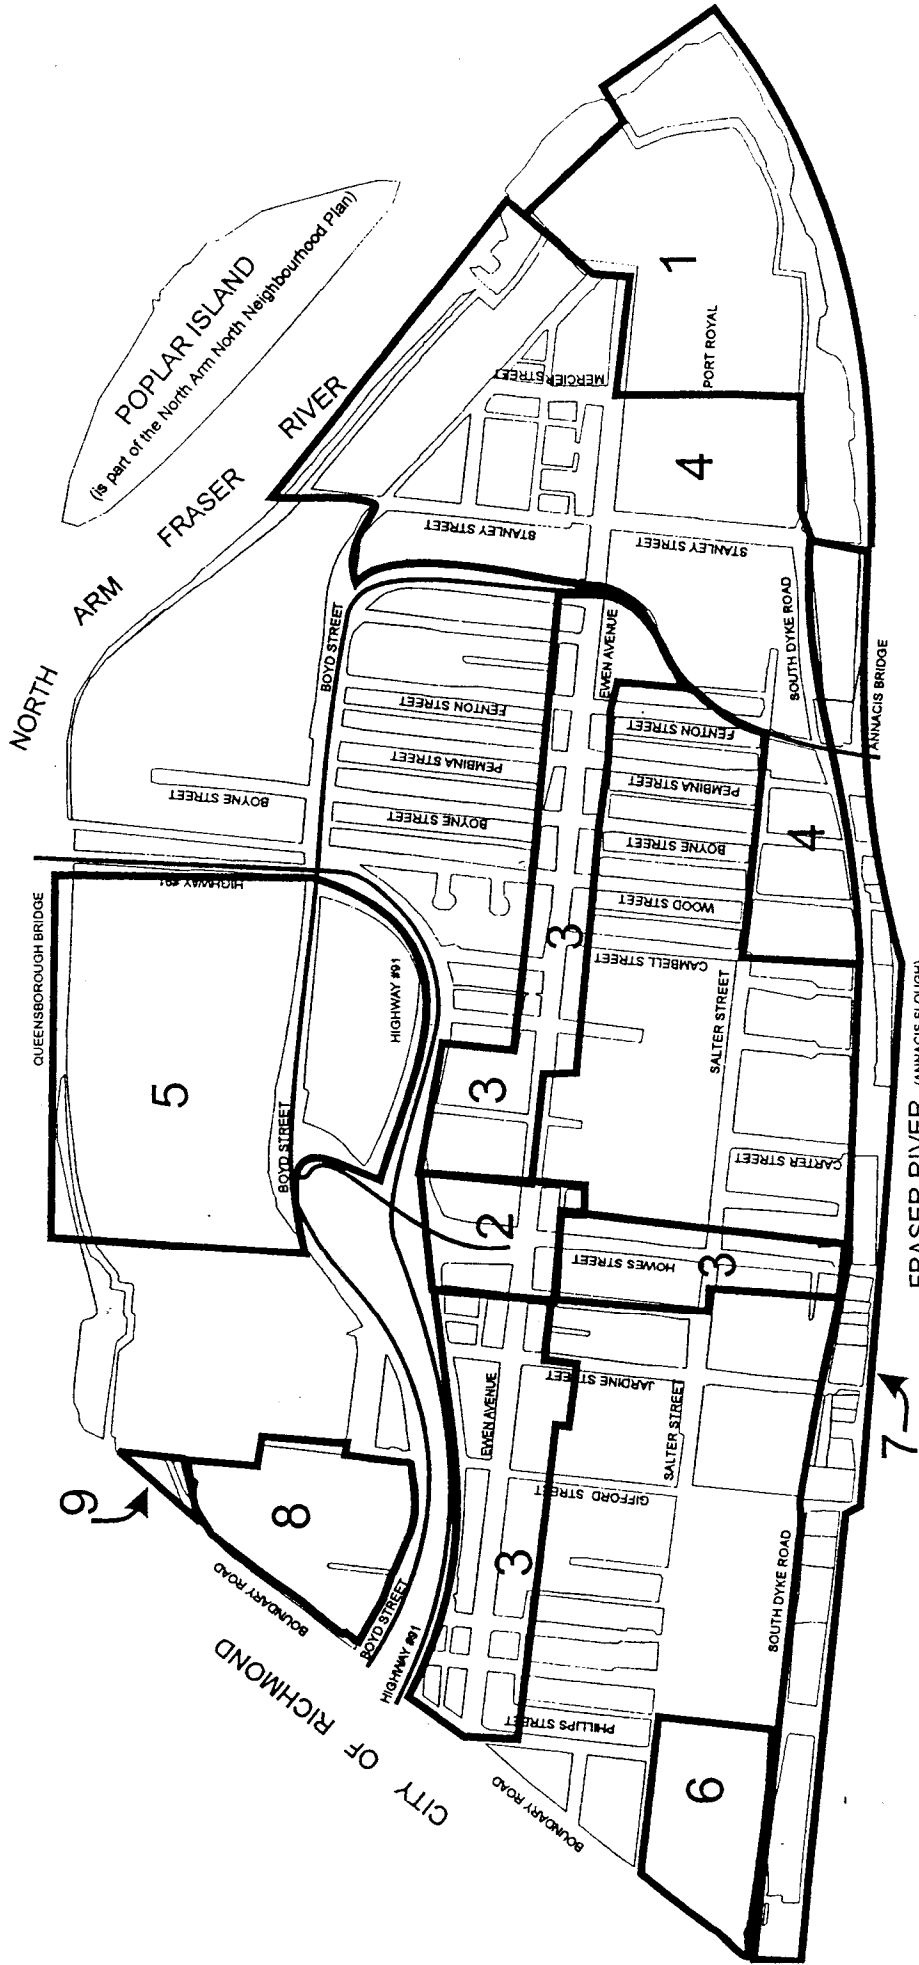 POPLAR ISLAND
(is part of the North Arm North Neighbourhood Plan)
NORTH ARM FRASER RIVER
QUEENSBOROUGH BRIDGE
HIGHWAY #91
BOYNE STREET
BOYD STREET
STANLEY STREET
MERCIER STREET
1
PORT ROYAL
4
STANLEY STREET
SOUTH DYKE ROAD
ANNACIS BRIDGE
EWEN AVENUE
FENTON STREET
PEMBINA STREET
BOYNE STREET
FENTON STREET
PEMBINA STREET
BOYNE STREET
WOOD STREET
CAMBELL STREET
4
3
5
HIGHWAY #91
BOYD STREET
3
SALTER STREET
CARTER STREET
2
HOWES STREET
3
9
8
BOUNDARY ROAD
BOYD STREET
HIGHWAY #91
CITY OF RICHMOND
EWEN AVENUE
JARDINE STREET
SALTER STREET
GIFFORD STREET
3
PHILLIPS STREET
BOUNDARY ROAD
6
SOUTH DYKE ROAD
7
FRASER RIVER (ANNACIS SLOUGH)